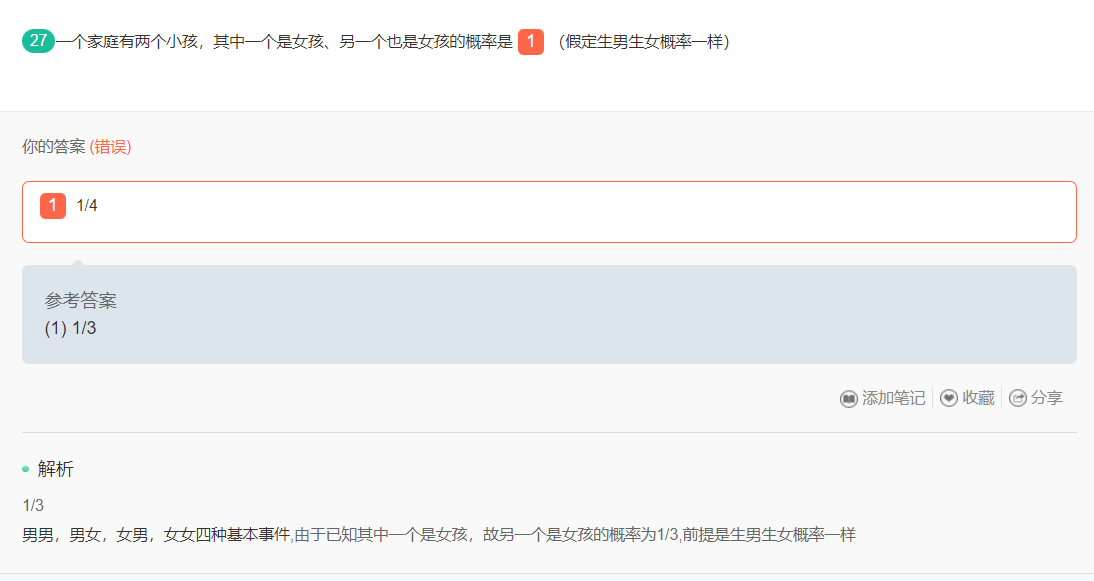 27 一个家庭有两个小孩，其中一个是女孩、另一个也是女孩的概率是 1 （假定生男生女概率一样）
你的答案 (错误)
1 1/4
参考答案
(1) 1/3
添加笔记 收藏 分享
解析
1/3
男男，男女，女男，女女四种基本事件,由于已知其中一个是女孩，故另一个是女孩的概率为1/3,前提是生男生女概率一样